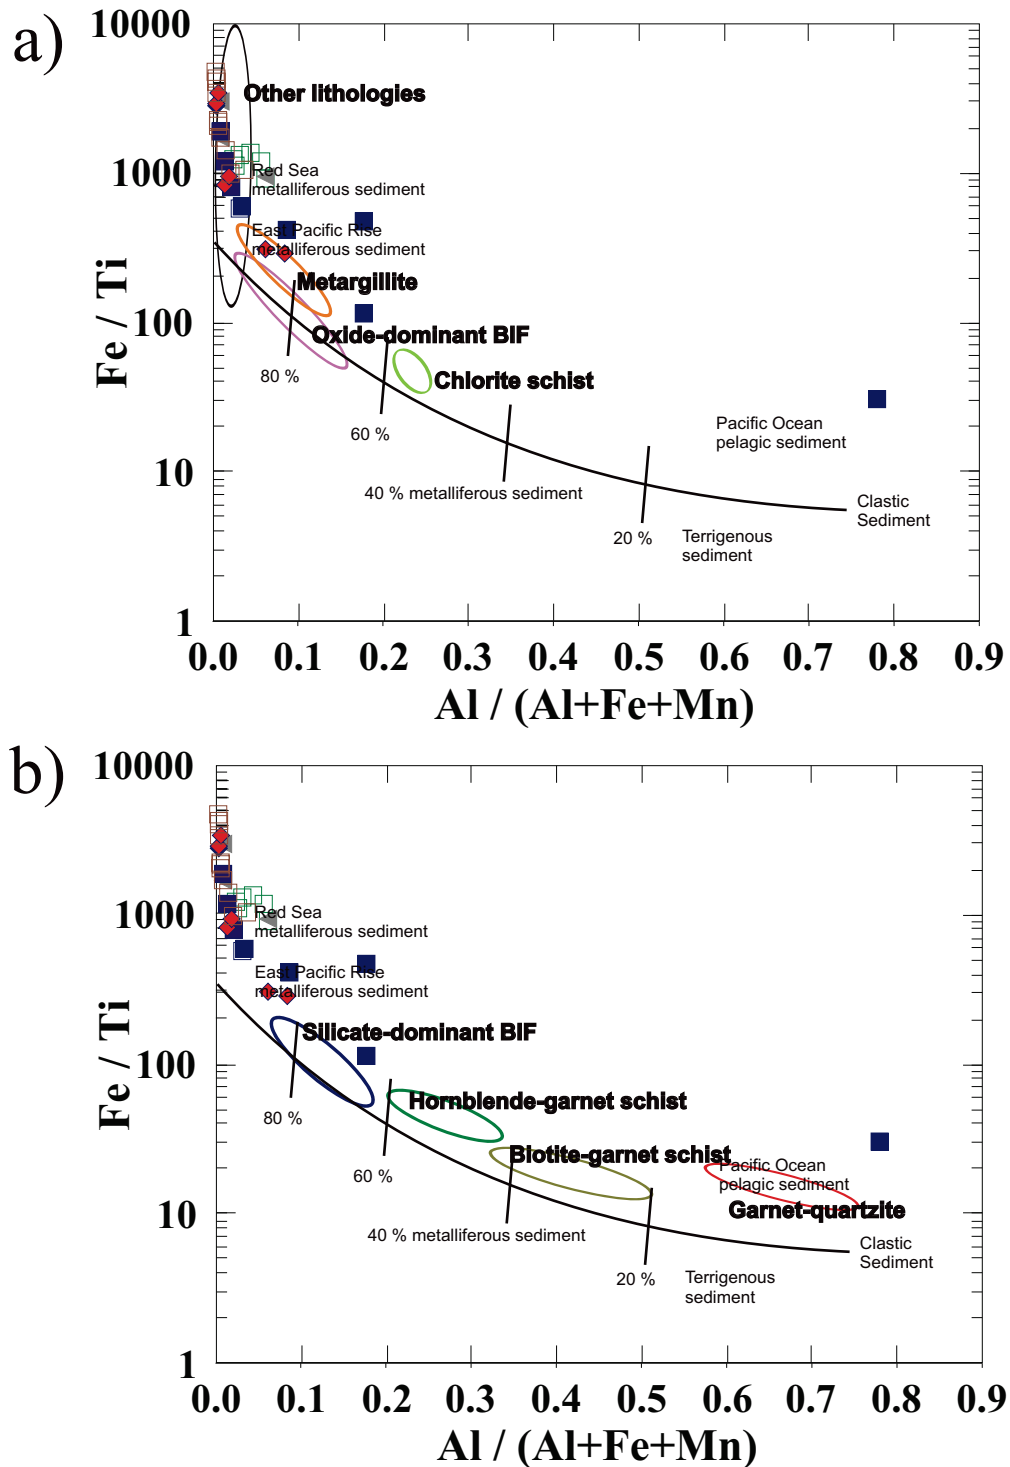 a)
10000
1000
100
10
1
Fe / Ti
Other lithologies
Red Sea
metalliferous sediment
East Pacific Rise
metalliferous sediment
Metargillite
Oxide-dominant BIF
80 %
Chlorite schist
60 %
Pacific Ocean
pelagic sediment
40 % metalliferous sediment
Clastic
Sediment
20 %
Terrigenous
sediment
0.0 0.1 0.2 0.3 0.4 0.5 0.6 0.7 0.8 0.9
Al / (Al+Fe+Mn)
b)
10000
1000
100
10
1
Fe / Ti
Red Sea
metalliferous sediment
East Pacific Rise
metalliferous sediment
Silicate-dominant BIF
80 %
Hornblende-garnet schist
60 %
Biotite-garnet schist
Pacific Ocean
pelagic sediment
Garnet-quartzite
40 % metalliferous sediment
Clastic
Sediment
20 %
Terrigenous
sediment
0.0 0.1 0.2 0.3 0.4 0.5 0.6 0.7 0.8 0.9
Al / (Al+Fe+Mn)